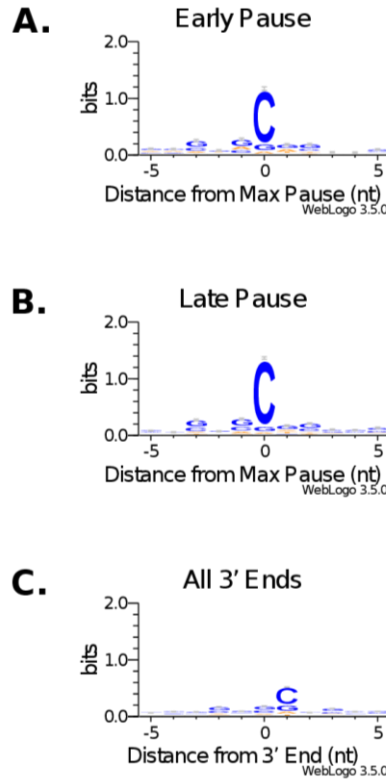 A.
Early Pause
2.0
bits
1.0
C
G
G
G
0.0
-5
0
5
Distance from Max Pause (nt)
WebLogo 3.5.0
B.
Late Pause
2.0
bits
1.0
C
G
G
G
0.0
-5
0
5
Distance from Max Pause (nt)
WebLogo 3.5.0
C.
All 3′ Ends
2.0
bits
1.0
C
G
0.0
-5
0
5
Distance from 3′ End (nt)
WebLogo 3.5.0